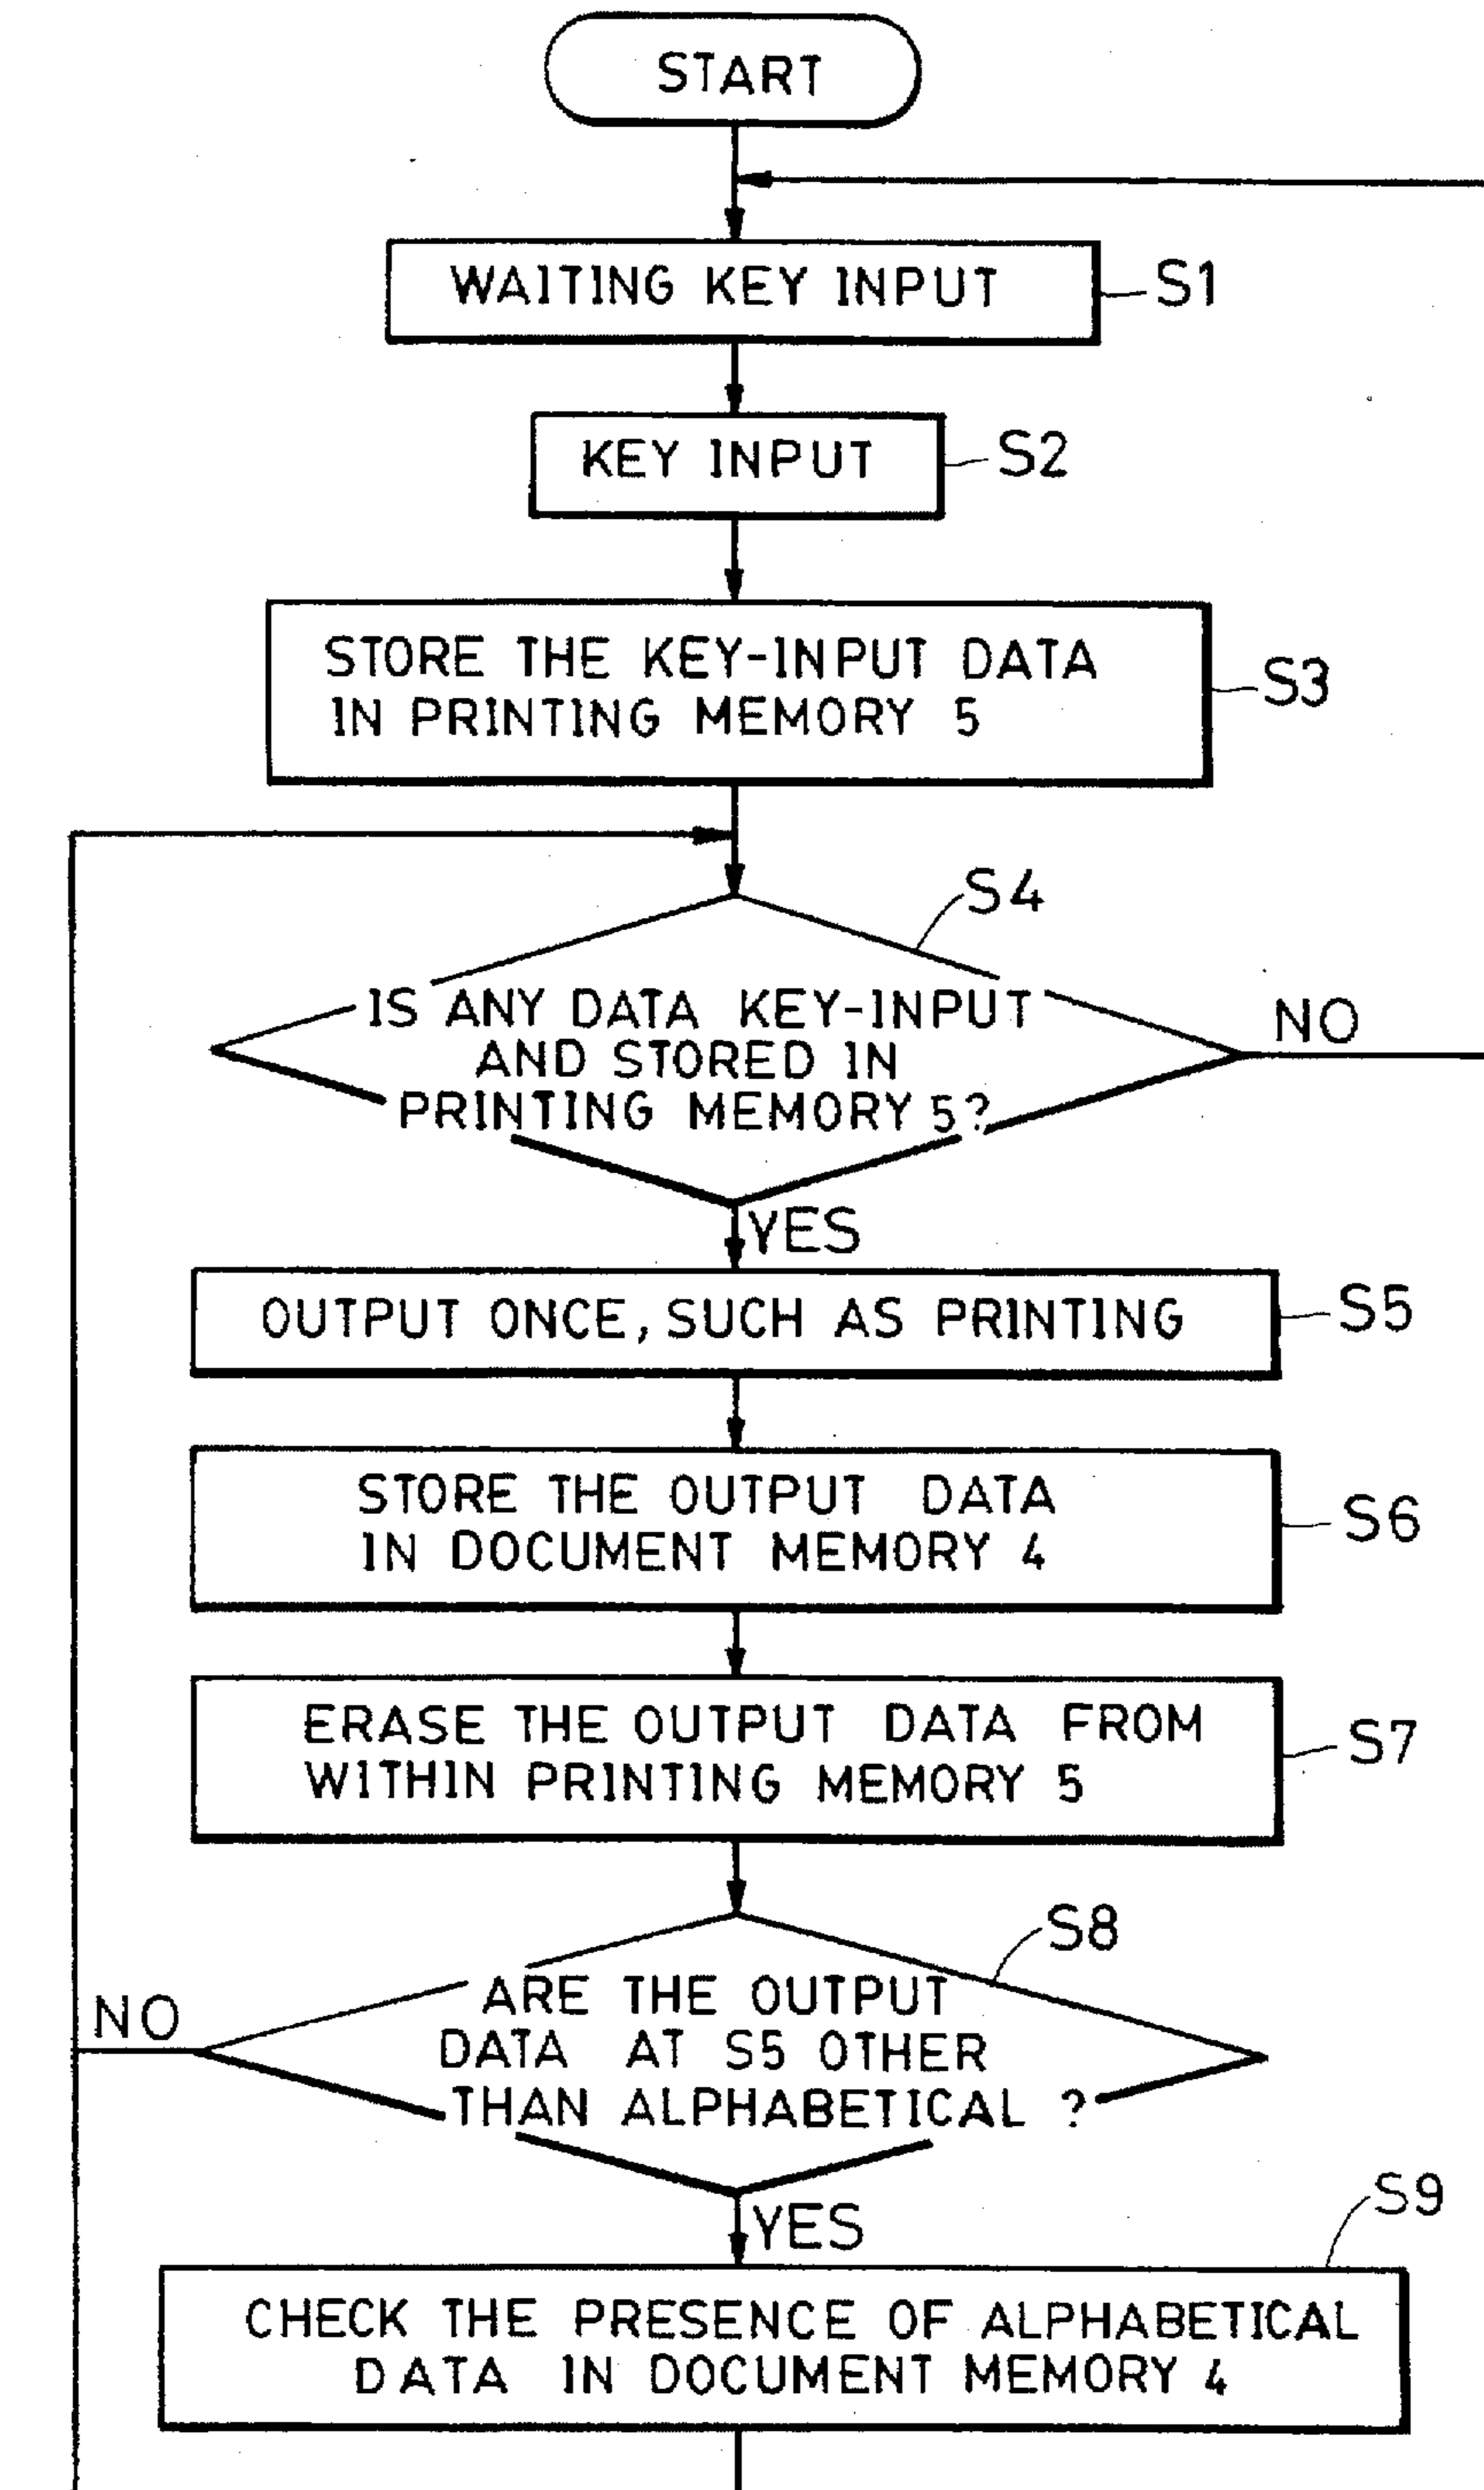 START
WAITING KEY INPUT
S1
KEY INPUT
S2
STORE THE KEY-INPUT DATA
IN PRINTING MEMORY 5
S3
S4
IS ANY DATA KEY-INPUT
AND STORED IN
PRINTING MEMORY 5?
NO
YES
OUTPUT ONCE, SUCH AS PRINTING
S5
STORE THE OUTPUT DATA
IN DOCUMENT MEMORY 4
S6
ERASE THE OUTPUT DATA FROM
WITHIN PRINTING MEMORY 5
S7
S8
ARE THE OUTPUT
DATA AT S5 OTHER
THAN ALPHABETICAL ?
NO
YES
S9
CHECK THE PRESENCE OF ALPHABETICAL
DATA IN DOCUMENT MEMORY 4